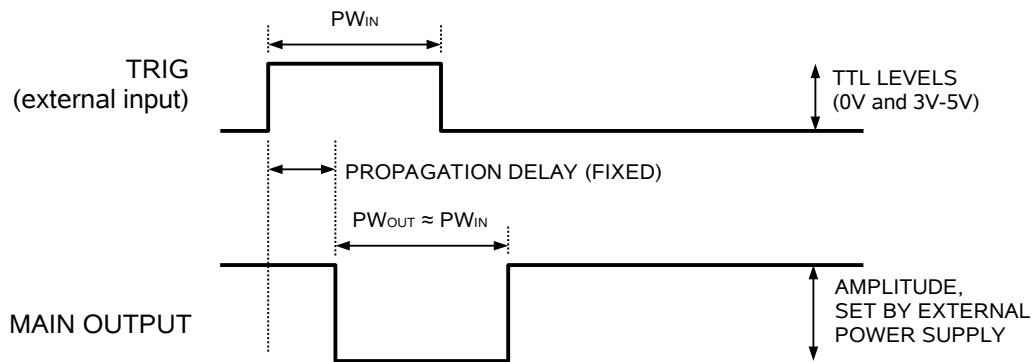 PWIN
TRIG
(external input)
TTL LEVELS
(0V and 3V-5V)
PROPAGATION DELAY (FIXED)
PWOUT ≈ PWIN
MAIN OUTPUT
AMPLITUDE,
SET BY EXTERNAL
POWER SUPPLY